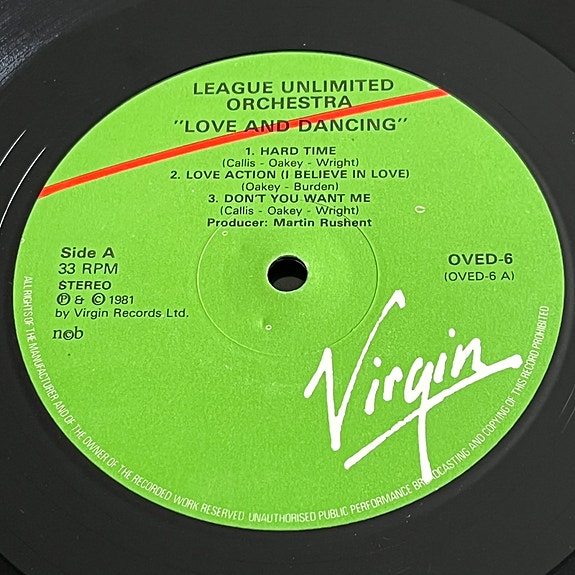 LEAGUE UNLIMITED
ORCHESTRA
"LOVE AND DANCING"
1. HARD TIME
(Callis - Oakey - Wright)
2. LOVE ACTION (I BELIEVE IN LOVE)
(Oakey - Burden)
3. DON'T YOU WANT ME
(Callis - Oakey - Wright)
Producer: Martin Rushent
Side A
33 RPM
STEREO
Ⓟ & © 1981
by Virgin Records Ltd.
n©b
OVED-6
(OVED-6 A)
Virgin
ALL RIGHTS OF THE MANUFACTURER AND OF THE OWNER OF THE RECORDED WORK RESERVED UNAUTHORISED PUBLIC PERFORMANCE BROADCASTING AND COPYING OF THIS RECORD PROHIBITED